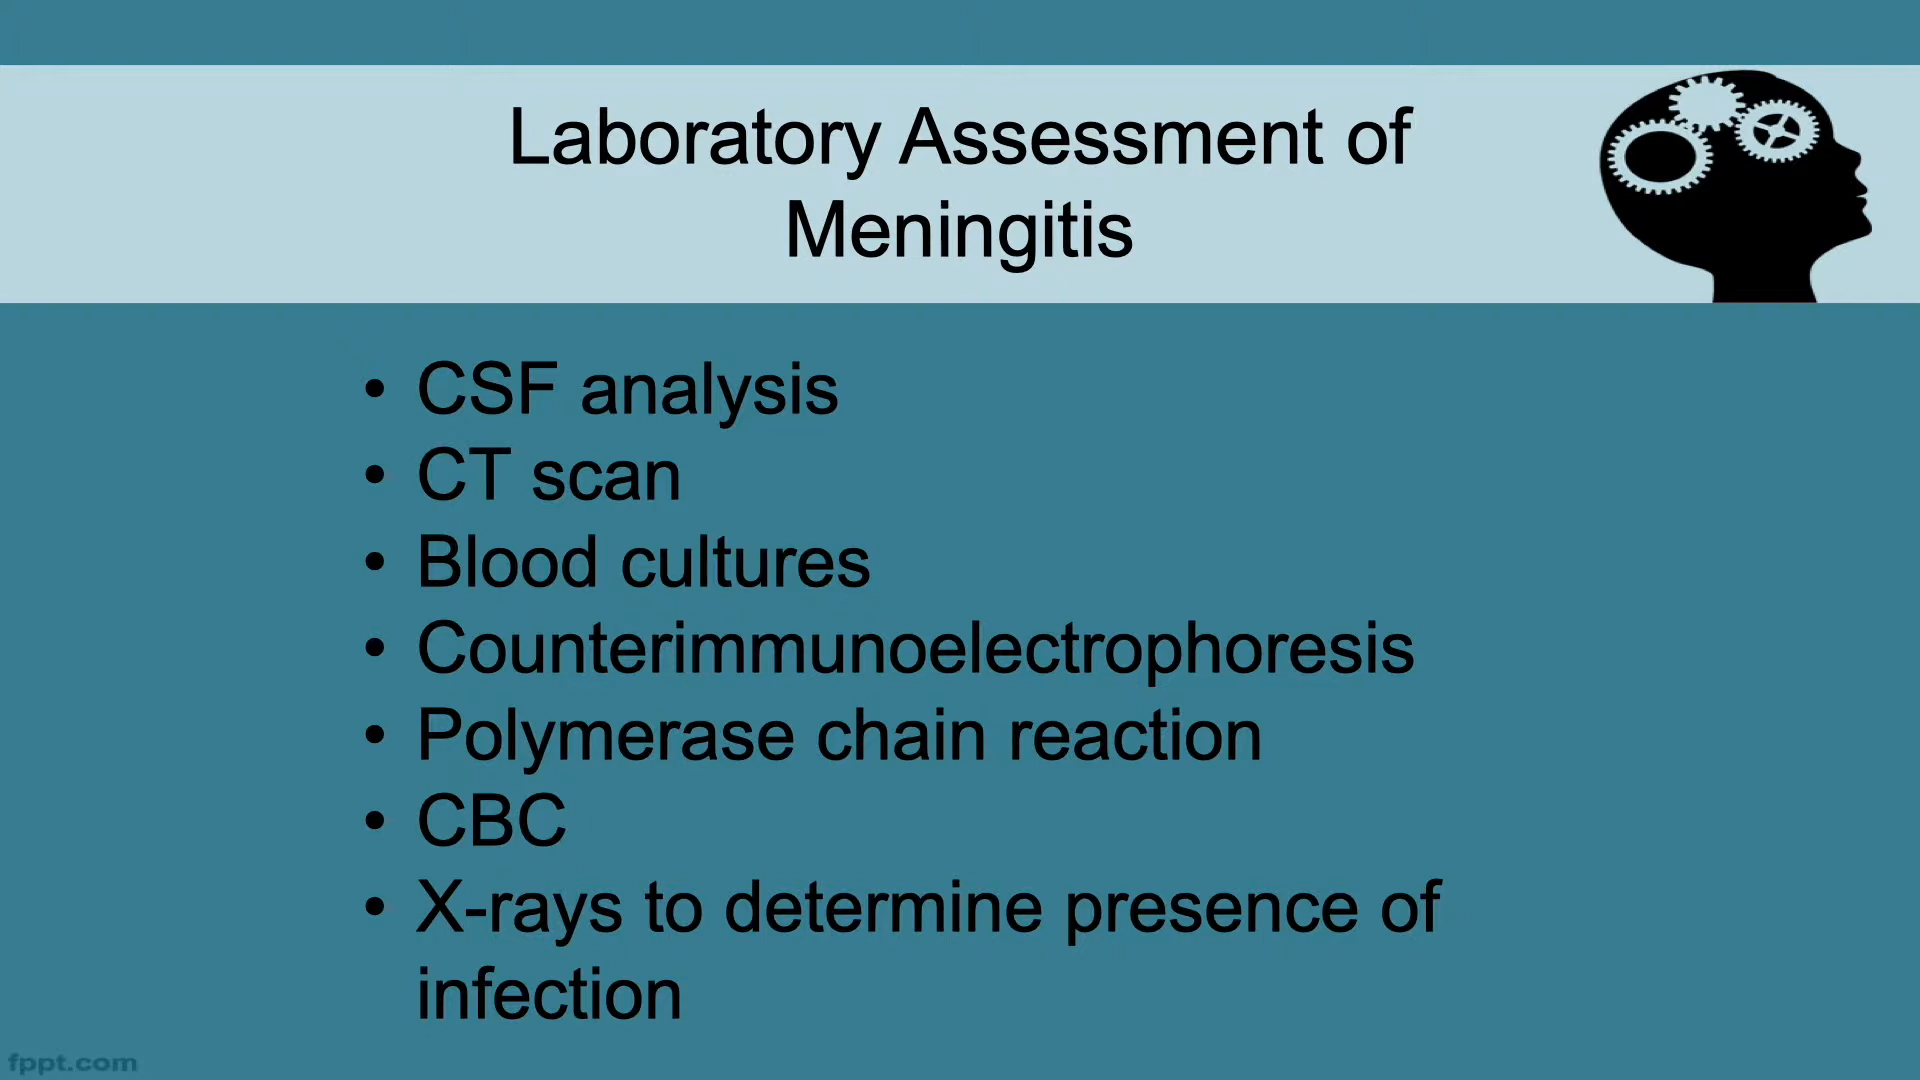 Laboratory Assessment of
Meningitis
• CSF analysis
• CT scan
• Blood cultures
• Counterimmunoelectrophoresis
• Polymerase chain reaction
• CBC
• X-rays to determine presence of
infection
fppt.com